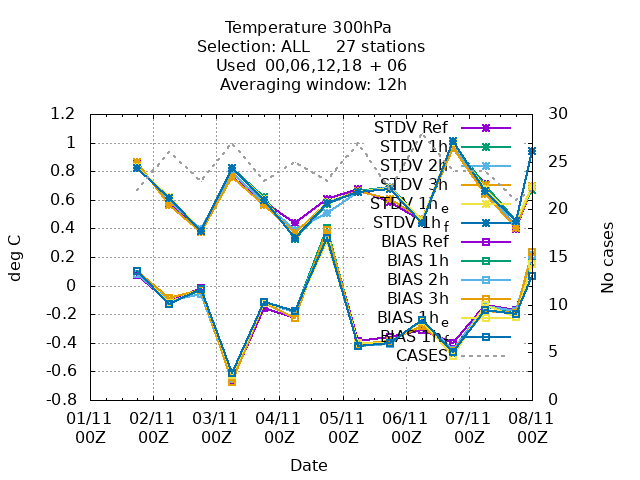 Temperature 300hPa
Selection: ALL 27 stations
Used 00,06,12,18 + 06
Averaging window: 12h
deg C
1.2
1
0.8
0.6
0.4
0.2
0
-0.2
-0.4
-0.6
-0.8
STDV Ref
STDV 1h
STDV 2h
STDV 3h
STDV 1h e
STDV 1h f
BIAS Ref
BIAS 1h
BIAS 2h
BIAS 3h
BIAS 1h e
BIAS 1h f
CASES
30
25
20
15
10
5
0
No cases
01/11 02/11 03/11 04/11 05/11 06/11 07/11 08/11
00Z 00Z 00Z 00Z 00Z 00Z 00Z 00Z
Date